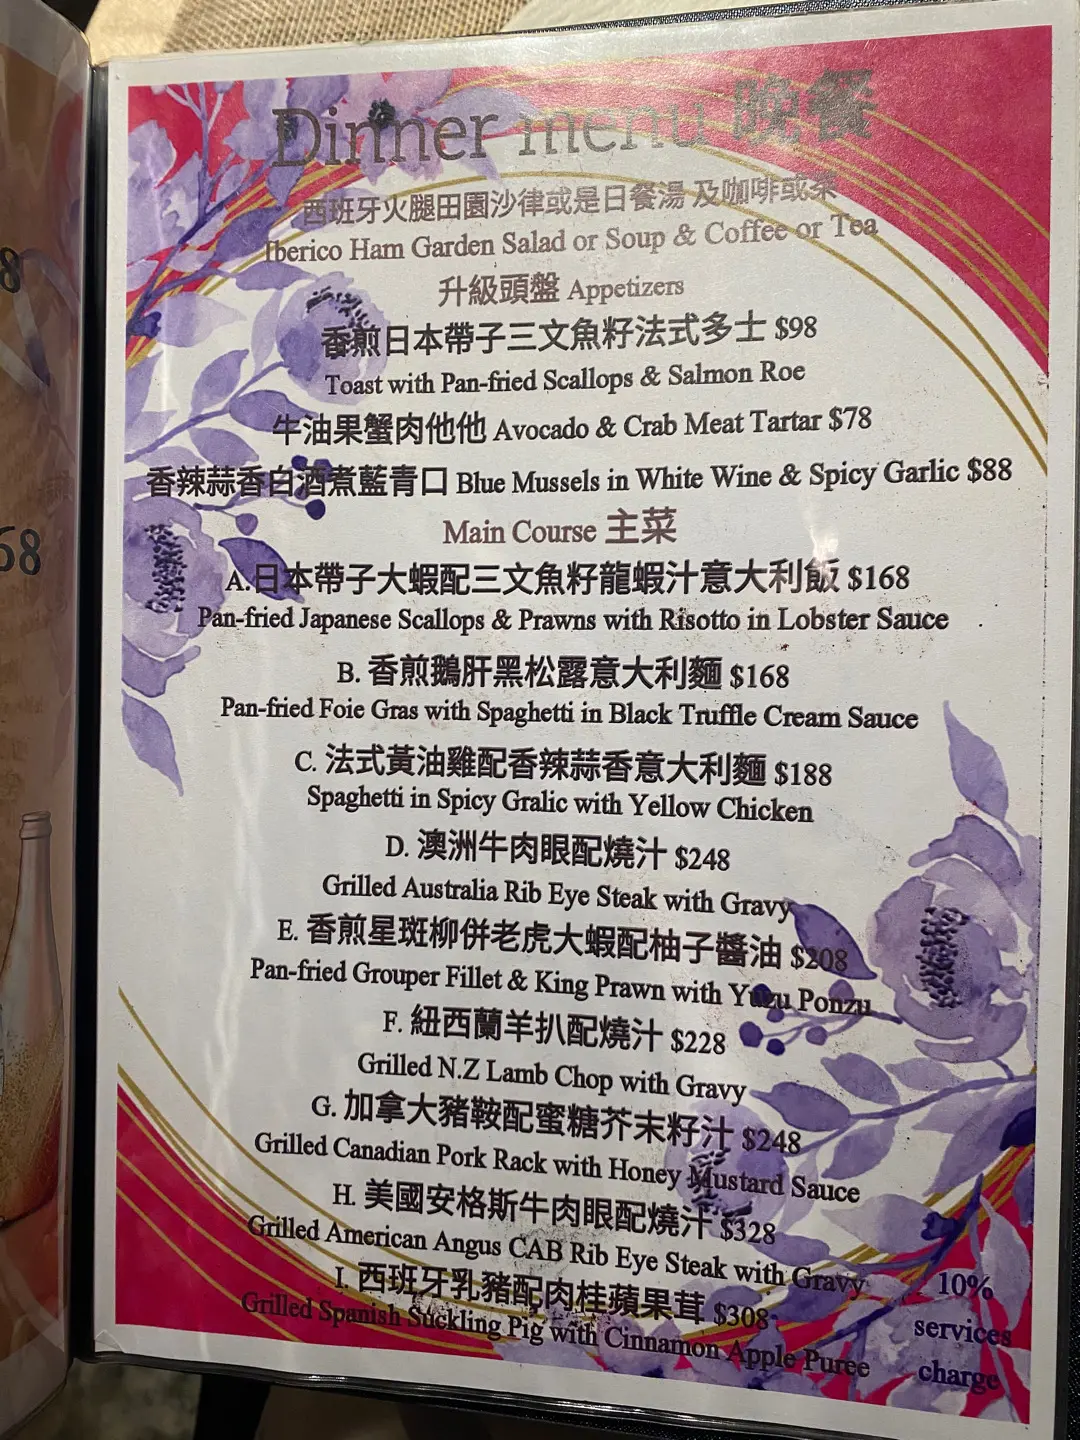 Dinner menu 晚餐
西班牙火腿田園沙律或是日餐湯 及咖啡或茶
Iberico Ham Garden Salad or Soup & Coffee or Tea
升級頭盤 Appetizers
香煎日本帶子三文魚籽法式多士 $98
Toast with Pan-fried Scallops & Salmon Roe
牛油果蟹肉他他 Avocado & Crab Meat Tartar $78
香辣蒜香白酒煮藍青口 Blue Mussels in White Wine & Spicy Garlic $88
Main Course 主菜
A.日本帶子大蝦配三文魚籽龍蝦汁意大利飯 $168
Pan-fried Japanese Scallops & Prawns with Risotto in Lobster Sauce
B. 香煎鵝肝黑松露意大利麵 $168
Pan-fried Foie Gras with Spaghetti in Black Truffle Cream Sauce
C. 法式黃油雞配香辣蒜香意大利麵 $188
Spaghetti in Spicy Gralic with Yellow Chicken
D. 澳洲牛肉眼配燒汁 $248
Grilled Australia Rib Eye Steak with Gravy
E. 香煎星斑柳併老虎大蝦配柚子醬油 $208
Pan-fried Grouper Fillet & King Prawn with Yuzu Ponzu
F. 紐西蘭羊扒配燒汁 $228
Grilled N.Z Lamb Chop with Gravy
G. 加拿大豬鞍配蜜糖芥末籽汁 $248
Grilled Canadian Pork Rack with Honey Mustard Sauce
H. 美國安格斯牛肉眼配燒汁 $328
Grilled American Angus CAB Rib Eye Steak with Gravy
I. 西班牙乳豬配肉桂蘋果茸 $308
Grilled Spanish Suckling Pig with Cinnamon Apple Puree
10%
services
charge
8
68